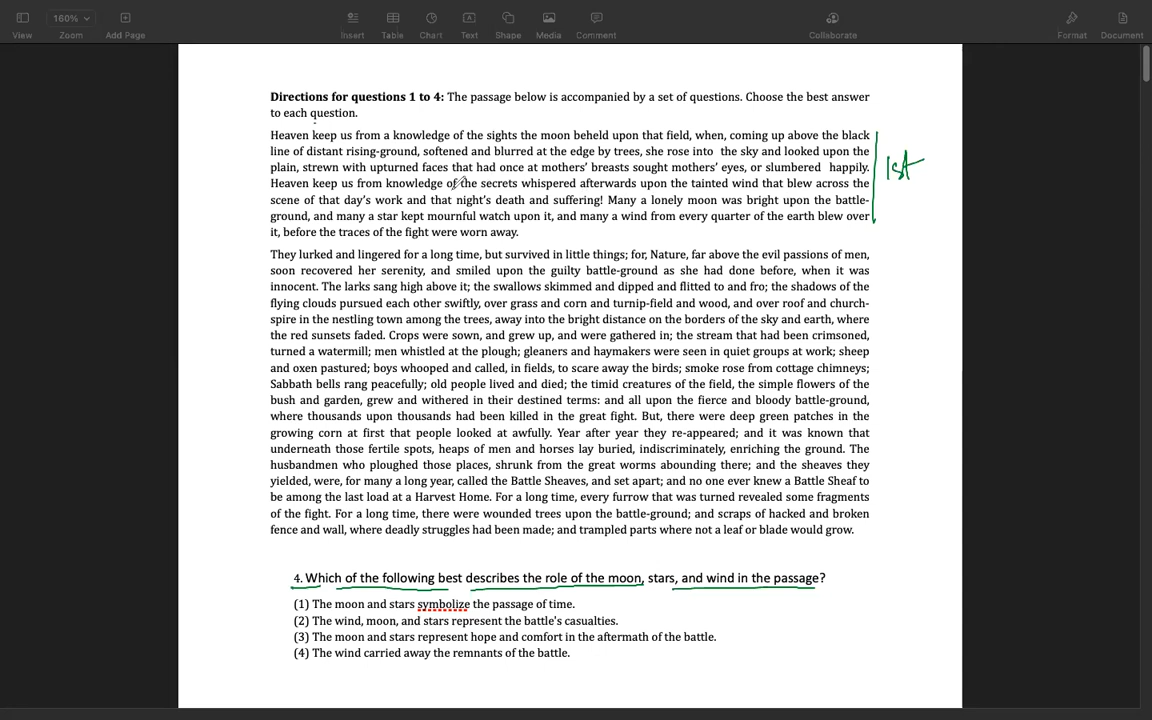 160%
View
Zoom
Add Page
Insert
Table
Chart
Text
Shape
Media
Comment
Collaborate
Format
Document
Directions for questions 1 to 4: The passage below is accompanied by a set of questions. Choose the best answer
to each question.
Heaven keep us from a knowledge of the sights the moon beheld upon that field, when, coming up above the black
line of distant rising-ground, softened and blurred at the edge by trees, she rose into the sky and looked upon the
plain, strewn with upturned faces that had once at mothers' breasts sought mothers' eyes, or slumbered happily.
Heaven keep us from knowledge of the secrets whispered afterwards upon the tainted wind that blew across the
scene of that day's work and that night's death and suffering! Many a lonely moon was bright upon the battle-
ground, and many a star kept mournful watch upon it, and many a wind from every quarter of the earth blew over
it, before the traces of the fight were worn away.
1st
They lurked and lingered for a long time, but survived in little things; for, Nature, far above the evil passions of men,
soon recovered her serenity, and smiled upon the guilty battle-ground as she had done before, when it was
innocent. The larks sang high above it; the swallows skimmed and dipped and flitted to and fro; the shadows of the
flying clouds pursued each other swiftly, over grass and corn and turnip-field and wood, and over roof and church-
spire in the nestling town among the trees, away into the bright distance on the borders of the sky and earth, where
the red sunsets faded. Crops were sown, and grew up, and were gathered in; the stream that had been crimsoned,
turned a watermill; men whistled at the plough; gleaners and haymakers were seen in quiet groups at work; sheep
and oxen pastured; boys whooped and called, in fields, to scare away the birds; smoke rose from cottage chimneys;
Sabbath bells rang peacefully; old people lived and died; the timid creatures of the field, the simple flowers of the
bush and garden, grew and withered in their destined terms: and all upon the fierce and bloody battle-ground,
where thousands upon thousands had been killed in the great fight. But, there were deep green patches in the
growing corn at first that people looked at awfully. Year after year they re-appeared; and it was known that
underneath those fertile spots, heaps of men and horses lay buried, indiscriminately, enriching the ground. The
husbandmen who ploughed those places, shrunk from the great worms abounding there; and the sheaves they
yielded, were, for many a long year, called the Battle Sheaves, and set apart; and no one ever knew a Battle Sheaf to
be among the last load at a Harvest Home. For a long time, every furrow that was turned revealed some fragments
of the fight. For a long time, there were wounded trees upon the battle-ground; and scraps of hacked and broken
fence and wall, where deadly struggles had been made; and trampled parts where not a leaf or blade would grow.
4. Which of the following best describes the role of the moon, stars, and wind in the passage?
(1) The moon and stars symbolize the passage of time.
(2) The wind, moon, and stars represent the battle's casualties.
(3) The moon and stars represent hope and comfort in the aftermath of the battle.
(4) The wind carried away the remnants of the battle.